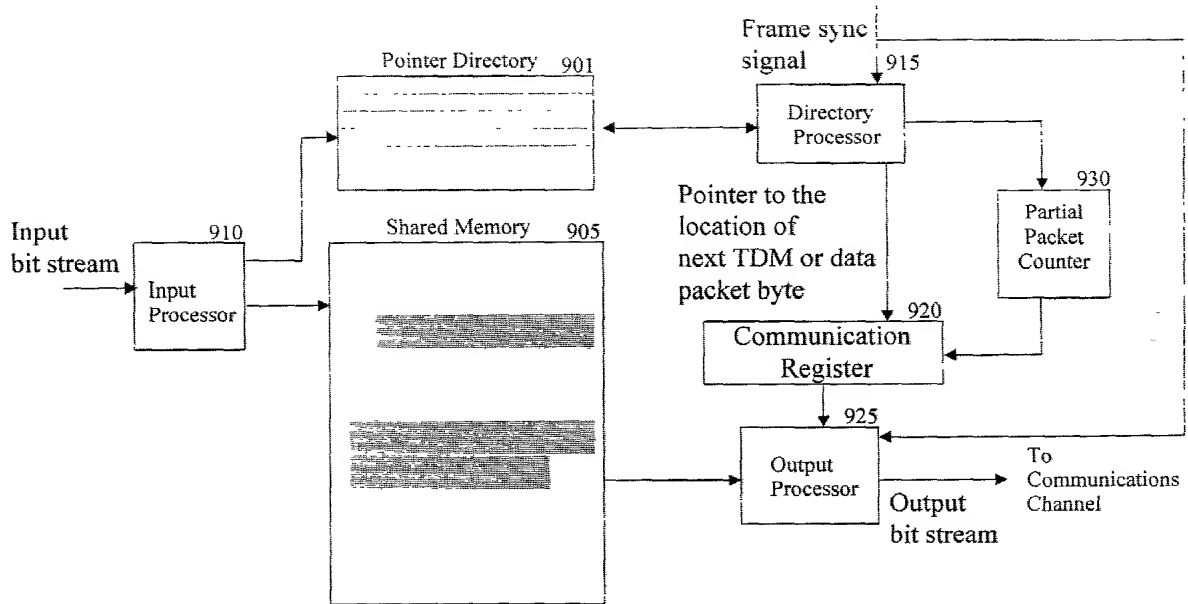 Frame sync
signal
915
Pointer Directory 901
Directory
Processor
930
Partial
Packet
Counter
Pointer to the
location of
next TDM or data
packet byte
Input
bit stream
910
Input
Processor
Shared Memory 905
920
Communication
Register
925
Output
Processor
Output
bit stream
To
Communications
Channel